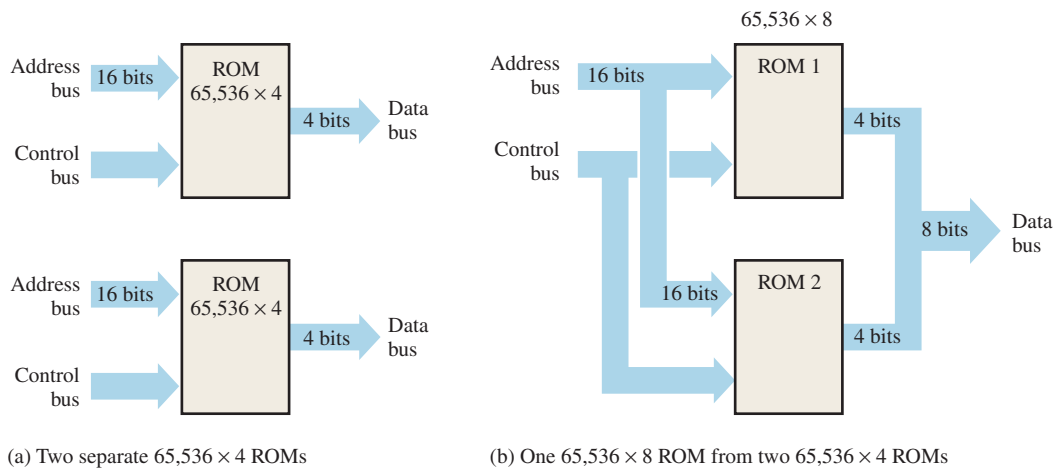 Address
bus
16 bits
ROM
65,536 × 4
4 bits
Data
bus
Control
bus
Address
bus
16 bits
ROM
65,536 × 4
4 bits
Data
bus
Control
bus
(a) Two separate 65,536 × 4 ROMs
65,536 × 8
Address
bus
16 bits
ROM 1
4 bits
Control
bus
8 bits
Data
bus
16 bits
ROM 2
4 bits
(b) One 65,536 × 8 ROM from two 65,536 × 4 ROMs